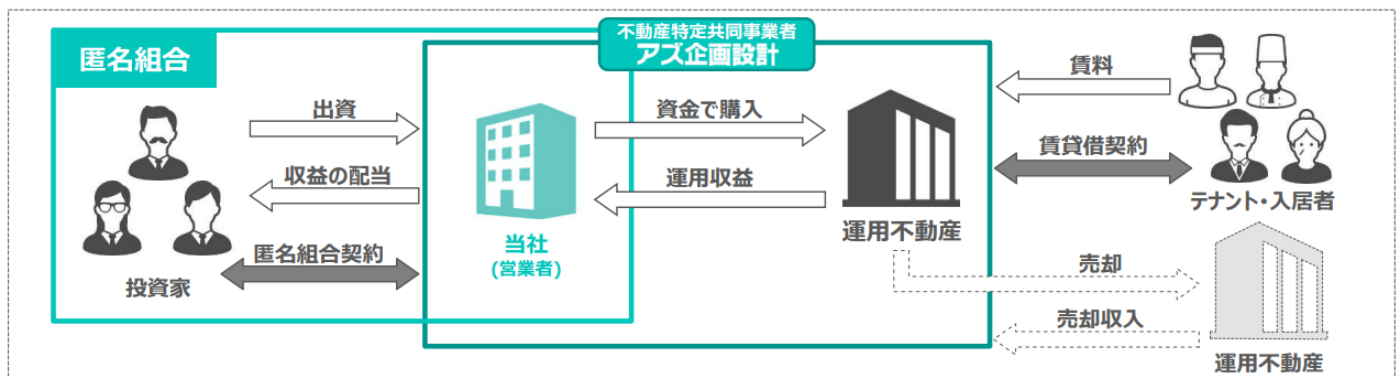 不動産特定共同事業者
アズ企画設計
匿名組合
出資
収益の配当
匿名組合契約
投資家
当社
(営業者)
資金で購入
運用収益
運用不動産
賃料
賃貸借契約
テナント・入居者
売却
売却収入
運用不動産